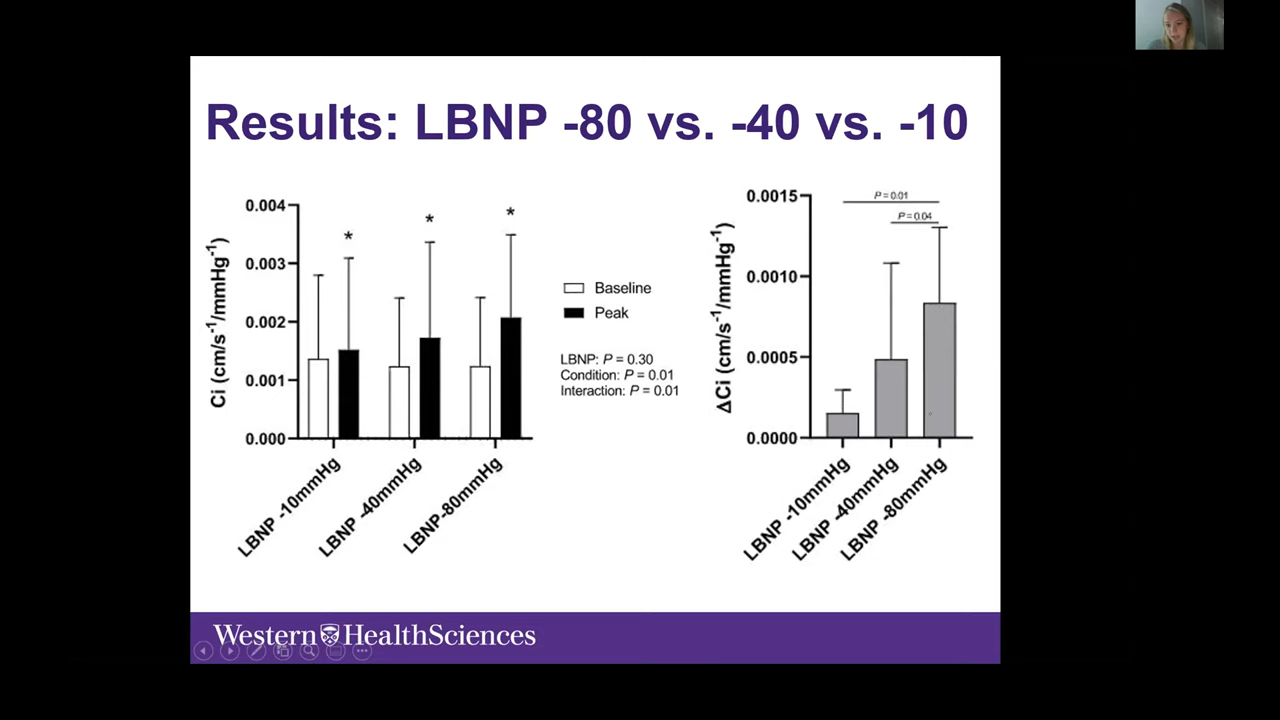 Results: LBNP -80 vs. -40 vs. -10
Ci (cm/s⁻¹/mmHg⁻¹)
0.004
0.003
0.002
0.001
0.000
*
*
*
LBNP -10mmHg
LBNP -40mmHg
LBNP-80mmHg
Baseline
Peak
LBNP: P = 0.30
Condition: P = 0.01
Interaction: P = 0.01
ΔCi (cm/s⁻¹/mmHg⁻¹)
0.0015
0.0010
0.0005
0.0000
P = 0.01
P = 0.04
LBNP -10mmHg
LBNP -40mmHg
LBNP -80mmHg
Western HealthSciences